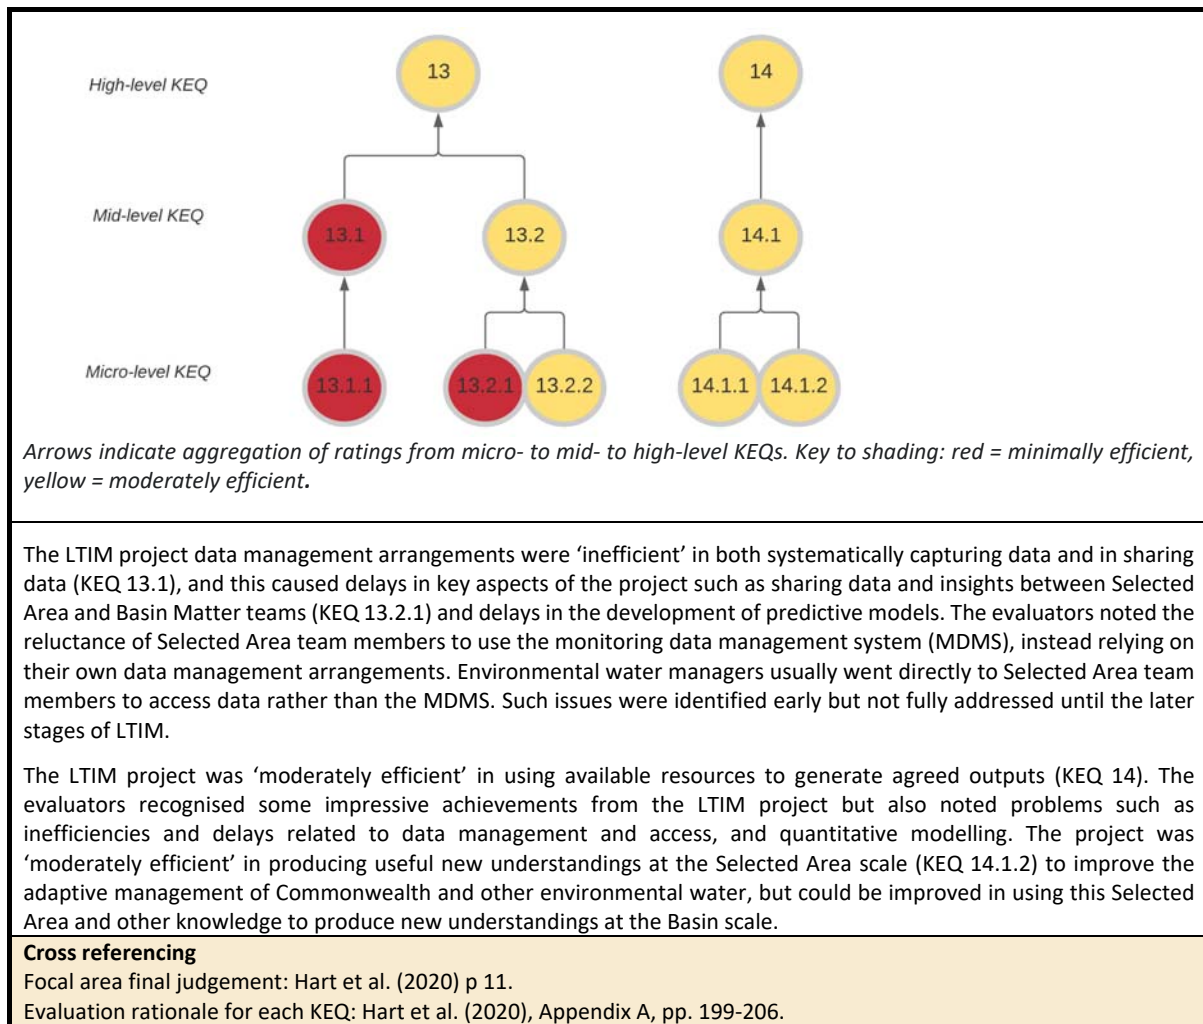 High-level KEQ
13
14
Mid-level KEQ
13.1
13.2
14.1
Micro-level KEQ
13.1.1
13.2.1
13.2.2
14.1.1
14.1.2
Arrows indicate aggregation of ratings from micro- to mid- to high-level KEQs. Key to shading: red = minimally efficient,
yellow = moderately efficient.
The LTIM project data management arrangements were ‘inefficient’ in both systematically capturing data and in sharing
data (KEQ 13.1), and this caused delays in key aspects of the project such as sharing data and insights between Selected
Area and Basin Matter teams (KEQ 13.2.1) and delays in the development of predictive models. The evaluators noted the
reluctance of Selected Area team members to use the monitoring data management system (MDMS), instead relying on
their own data management arrangements. Environmental water managers usually went directly to Selected Area team
members to access data rather than the MDMS. Such issues were identified early but not fully addressed until the later
stages of LTIM.
The LTIM project was ‘moderately efficient’ in using available resources to generate agreed outputs (KEQ 14). The
evaluators recognised some impressive achievements from the LTIM project but also noted problems such as
inefficiencies and delays related to data management and access, and quantitative modelling. The project was
‘moderately efficient’ in producing useful new understandings at the Selected Area scale (KEQ 14.1.2) to improve the
adaptive management of Commonwealth and other environmental water, but could be improved in using this Selected
Area and other knowledge to produce new understandings at the Basin scale.
Cross referencing
Focal area final judgement: Hart et al. (2020) p 11.
Evaluation rationale for each KEQ: Hart et al. (2020), Appendix A, pp. 199-206.